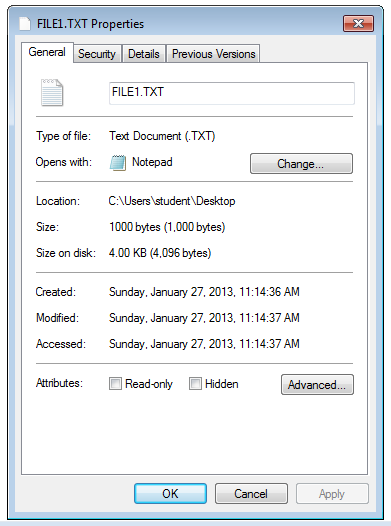 FILE1.TXT Properties
General Security Details Previous Versions
FILE1.TXT
Type of file: Text Document (.TXT)
Opens with: Notepad Change...
Location: C:\Users\student\Desktop
Size: 1000 bytes (1,000 bytes)
Size on disk: 4.00 KB (4,096 bytes)
Created: Sunday, January 27, 2013, 11:14:36 AM
Modified: Sunday, January 27, 2013, 11:14:37 AM
Accessed: Sunday, January 27, 2013, 11:14:37 AM
Attributes: Read-only Hidden Advanced...
OK Cancel Apply